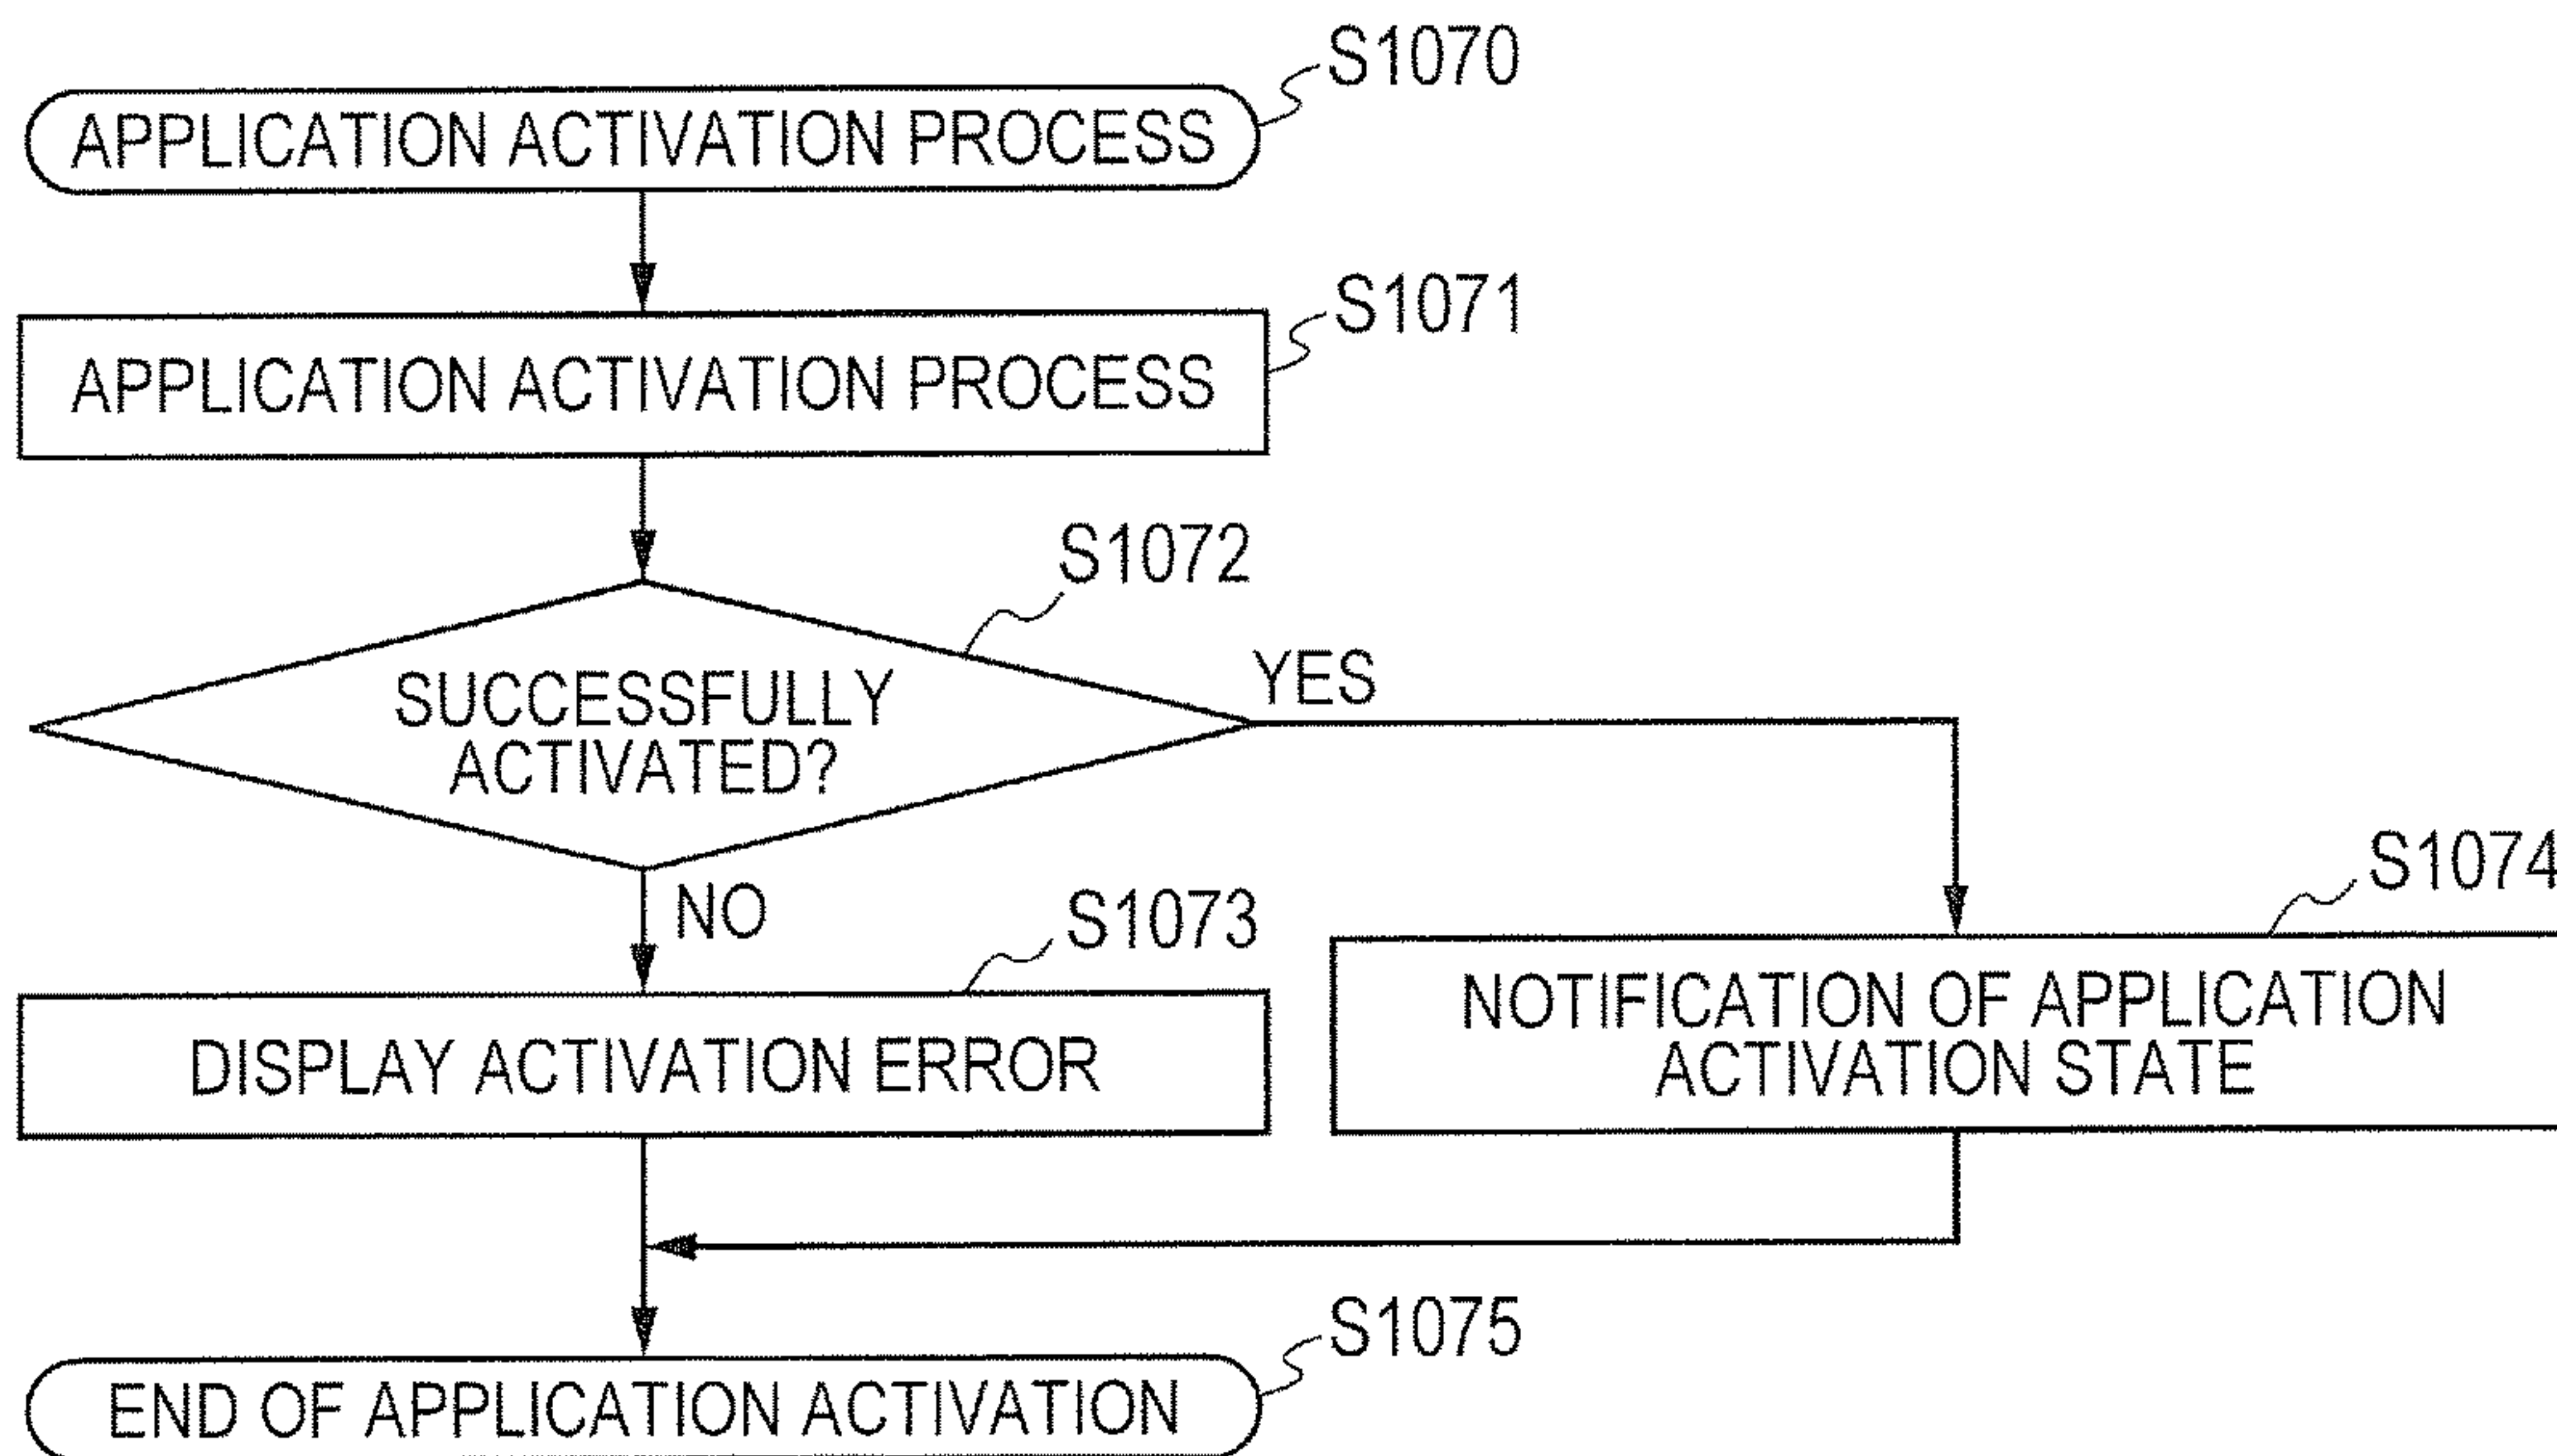 S1070
APPLICATION ACTIVATION PROCESS
S1071
APPLICATION ACTIVATION PROCESS
S1072
SUCCESSFULLY
ACTIVATED?
YES
NO
S1073
DISPLAY ACTIVATION ERROR
S1074
NOTIFICATION OF APPLICATION
ACTIVATION STATE
S1075
END OF APPLICATION ACTIVATION